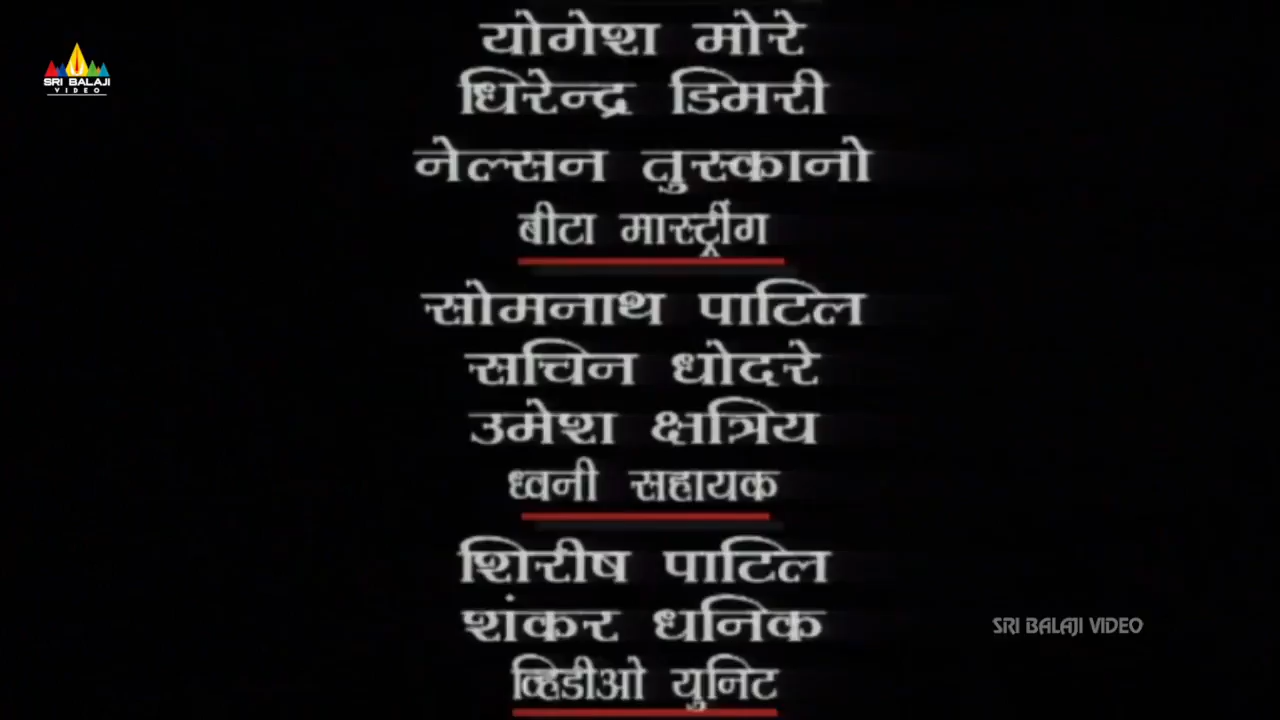 योगेश मोरे
SRI BALAJI
VIDEO
धिरेन्द्र डिमरी
नेल्सन तुस्कानो
बीटा मास्ट्रींग
सोमनाथ पाटिल
सचिन धोदरे
उमेश क्षत्रिय
ध्वनी सहायक
शिरीष पाटिल
शंकर धनिक
SRI BALAJI VIDEO
व्हिडीओ युनिट